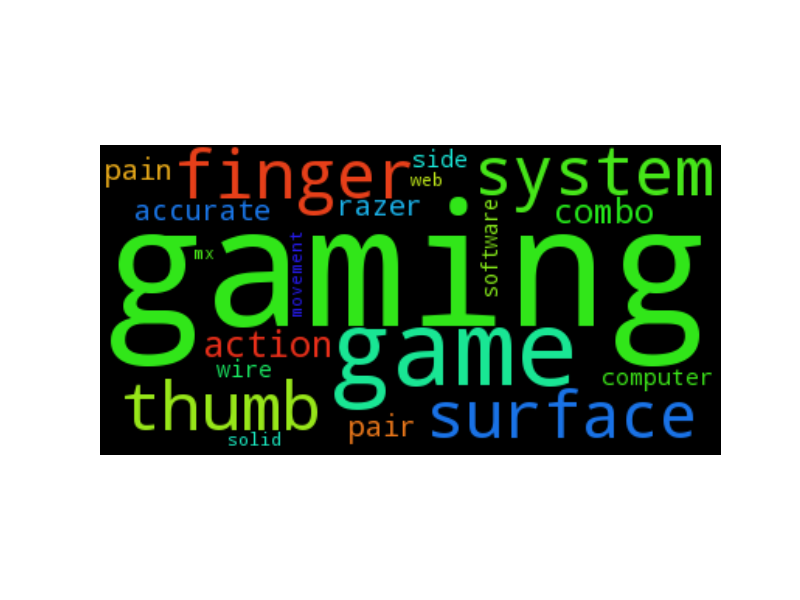 pain
finger
side
web
system
accurate
razer
software
combo
gaming
mx
movement
action
game
wire
computer
thumb
surface
pair
solid